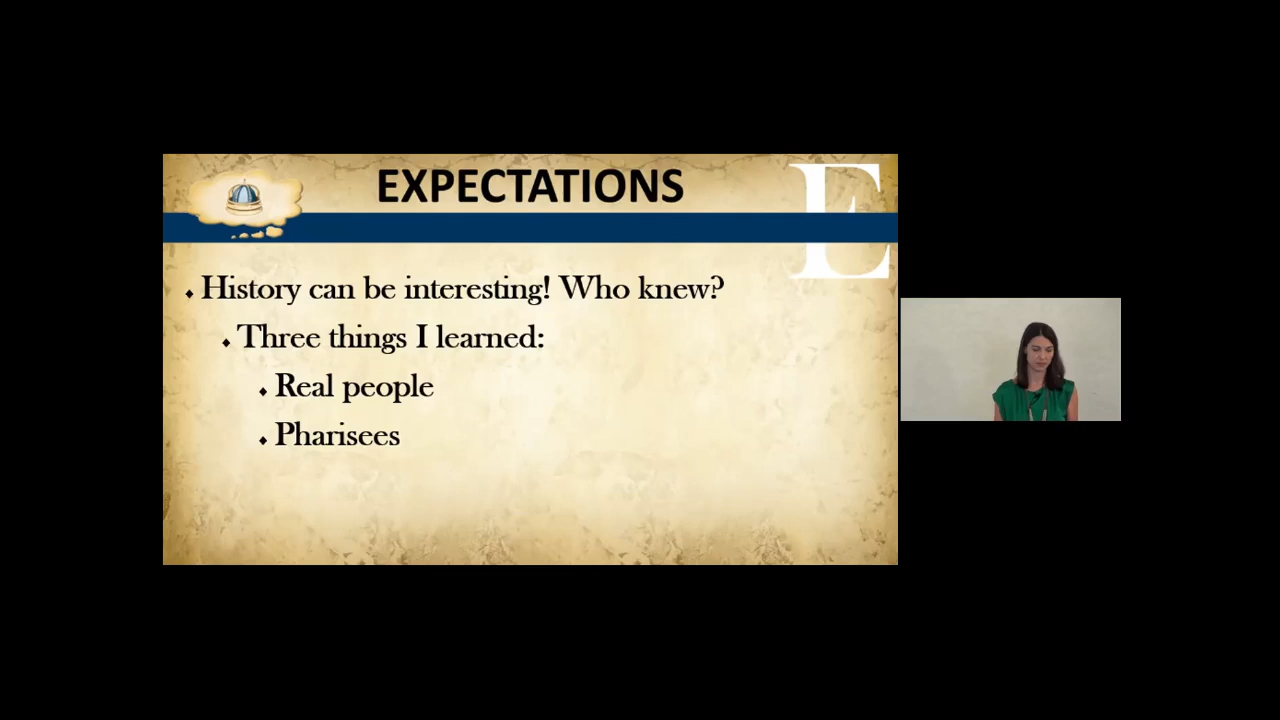 EXPECTATIONS
E
History can be interesting! Who knew?
Three things I learned:
Real people
Pharisees